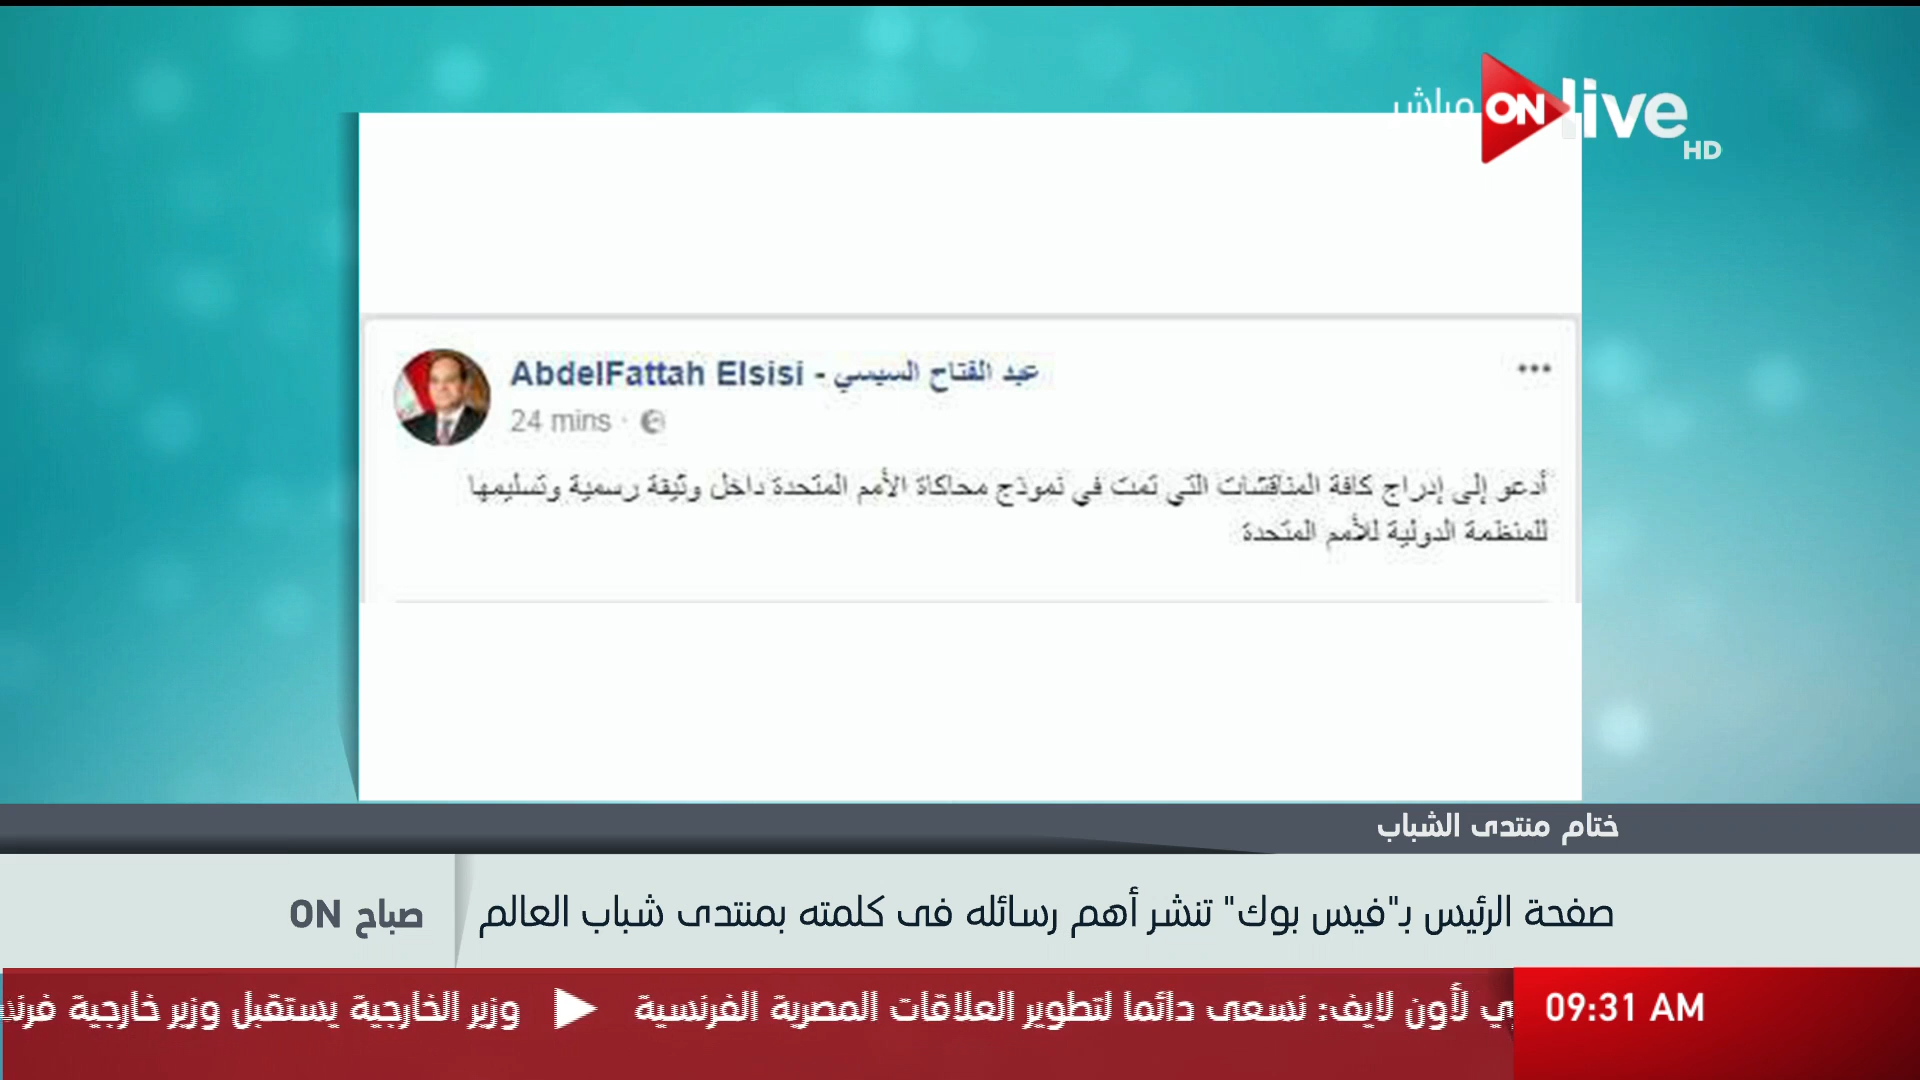 مباشر ON live
HD
AbdelFattah Elsisi - عبد الفتاح السيسي
24 mins ·
أدعو إلى إدراج كافة المناقشات التي تمت في نموذج محاكاة الأمم المتحدة داخل وثيقة رسمية وتسليمها
للمنظمة الدولية للأمم المتحدة
ختام منتدى الشباب
صفحة الرئيس بـ"فيس بوك" تنشر أهم رسائله فى كلمته بمنتدى شباب العالم
صباح ON
لأون لايف: نسعى دائما لتطوير العلاقات المصرية الفرنسية ◀ وزير الخارجية يستقبل وزير خارجية
09:31 AM